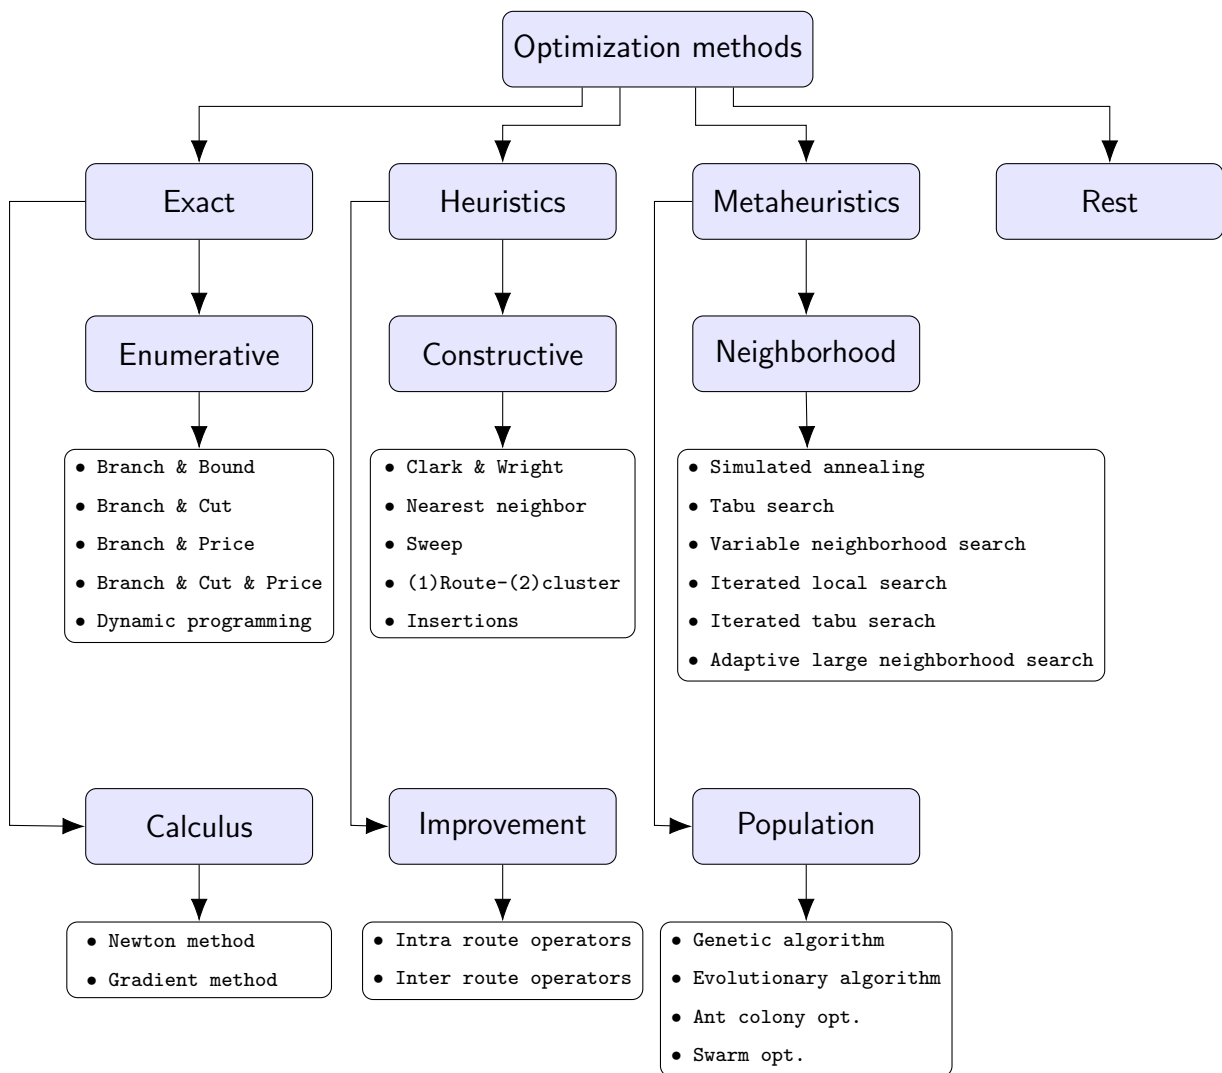 Optimization methods
Exact
Heuristics
Metaheuristics
Rest
Enumerative
Constructive
Neighborhood
• Branch & Bound
• Branch & Cut
• Branch & Price
• Branch & Cut & Price
• Dynamic programming
• Clark & Wright
• Nearest neighbor
• Sweep
• (1)Route-(2)cluster
• Insertions
• Simulated annealing
• Tabu search
• Variable neighborhood search
• Iterated local search
• Iterated tabu serach
• Adaptive large neighborhood search
Calculus
Improvement
Population
• Newton method
• Gradient method
• Intra route operators
• Inter route operators
• Genetic algorithm
• Evolutionary algorithm
• Ant colony opt.
• Swarm opt.